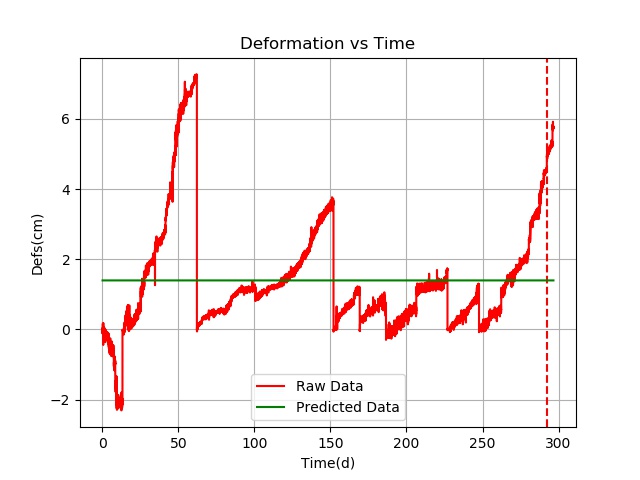 Deformation vs Time
Defs(cm)
6
4
2
0
−2
0 50 100 150 200 250 300
Time(d)
Raw Data
Predicted Data